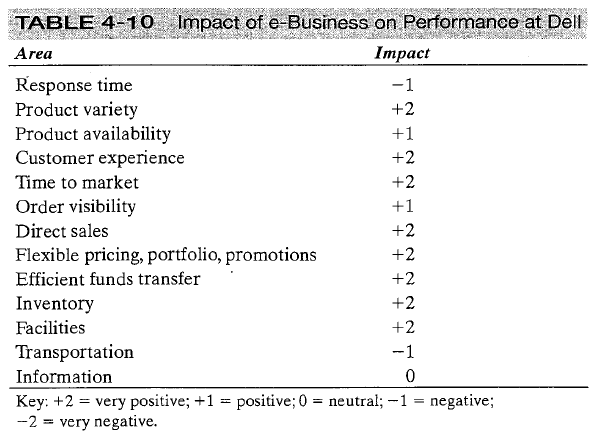 TABLE 4-10 Impact of e-Business on Performance at Dell
Area Impact
Response time −1
Product variety +2
Product availability +1
Customer experience +2
Time to market +2
Order visibility +1
Direct sales +2
Flexible pricing, portfolio, promotions +2
Efficient funds transfer +2
Inventory +2
Facilities +2
Transportation −1
Information 0
Key: +2 = very positive; +1 = positive; 0 = neutral; −1 = negative;
−2 = very negative.